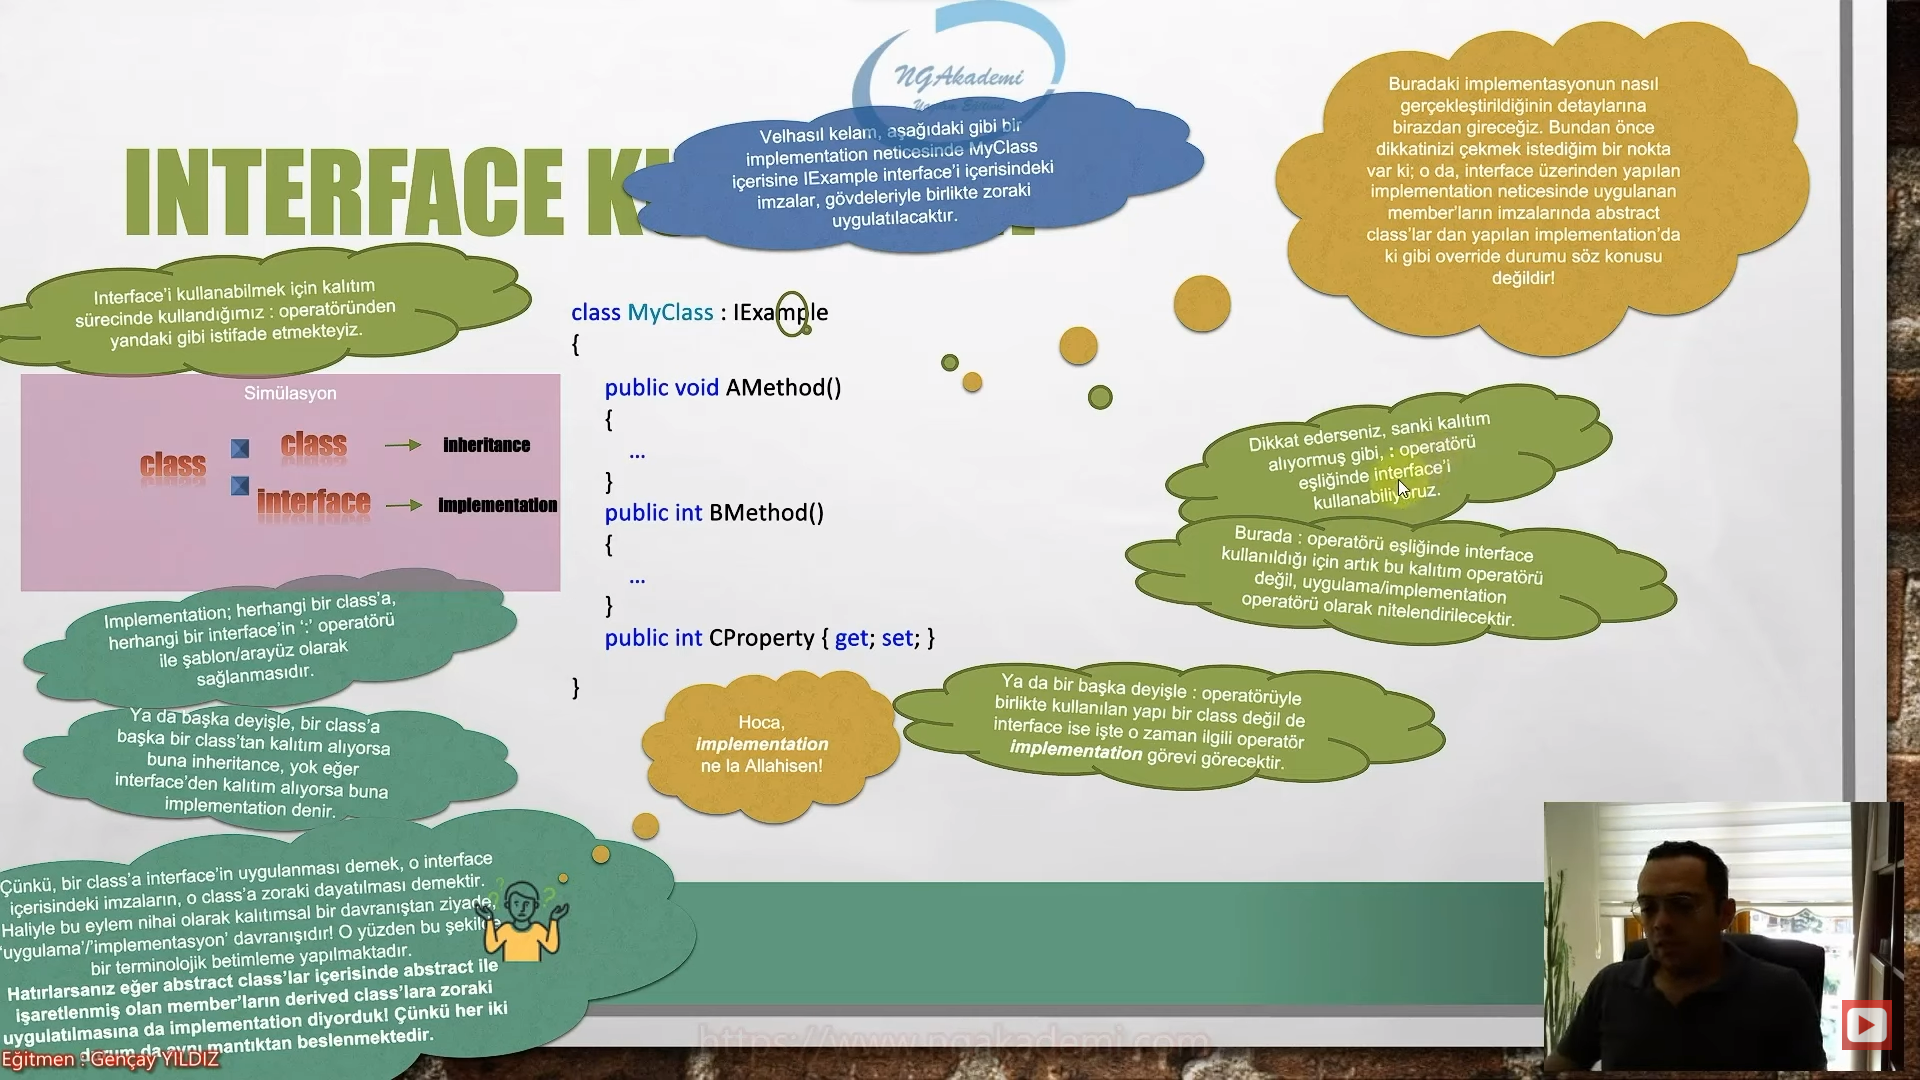 NGAkademi
INTERFACE
Velhasıl kelam, aşağıdaki gibi bir
implementation neticesinde MyClass
içerisine IExample interface'i içerisindeki
imzalar, gövdeleriyle birlikte zoraki
uygulatılacaktır.
Buradaki implementasyonun nasıl
gerçekleştirildiğinin detaylarına
birazdan gireceğiz. Bundan önce
dikkatinizi çekmek istediğim bir nokta
var ki; o da, interface üzerinden yapılan
implementation neticesinde uygulanan
member'ların imzalarında abstract
class'lar dan yapılan implementation'da
ki gibi override durumu söz konusu
değildir!
Interface'i kullanabilmek için kalıtım
sürecinde kullandığımız : operatöründen
yandaki gibi istifade etmekteyiz.
Simülasyon
class : class → inheritance
: interface → Implementation
class MyClass : IExample
{
public void AMethod()
{
...
}
public int BMethod()
{
...
}
public int CProperty { get; set; }
}
Dikkat ederseniz, sanki kalıtım
alıyormuş gibi, : operatörü
eşliğinde interface'i
kullanabiliyoruz.
Burada : operatörü eşliğinde interface
kullanıldığı için artık bu kalıtım operatörü
değil, uygulama/implementation
operatörü olarak nitelendirilecektir.
Ya da bir başka deyişle : operatörüyle
birlikte kullanılan yapı bir class değil de
interface ise işte o zaman ilgili operatör
implementation görevi görecektir.
Hoca,
implementation
ne la Allahisen!
Implementation; herhangi bir class'a,
herhangi bir interface'in ':' operatörü
ile şablon/arayüz olarak
sağlanmasıdır.
Ya da başka deyişle, bir class'a
başka bir class'tan kalıtım alıyorsa
buna inheritance, yok eğer
interface'den kalıtım alıyorsa buna
implementation denir.
Çünkü, bir class'a interface'in uygulanması demek, o interface
içerisindeki imzaların, o class'a zoraki dayatılması demektir.
Haliyle bu eylem nihai olarak kalıtımsal bir davranıştan ziyade,
'uygulama'/'implementasyon' davranışıdır! O yüzden bu şekilde
bir terminolojik betimleme yapılmaktadır.
Hatırlarsanız eğer abstract class'lar içerisinde abstract ile
işaretlenmiş olan member'ların derived class'lara zoraki
uygulatılmasına da implementation diyorduk! Çünkü her iki
durum da aynı mantıktan beslenmektedir.
Eğitmen : Gençay YILDIZ
https://www.ngakademi.com